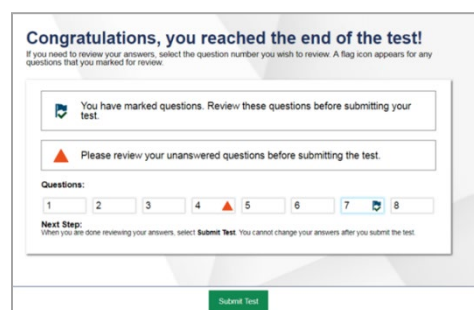 Congratulations, you reached the end of the test!
If you need to review your answers, select the question number you wish to review. A flag icon appears for any
questions that you marked for review.
You have marked questions. Review these questions before submitting your
test.
Please review your unanswered questions before submitting the test.
Questions:
1 2 3 4 5 6 7 8
Next Step:
When you are done reviewing your answers, select Submit Test. You cannot change your answers after you submit the test.
Submit Test